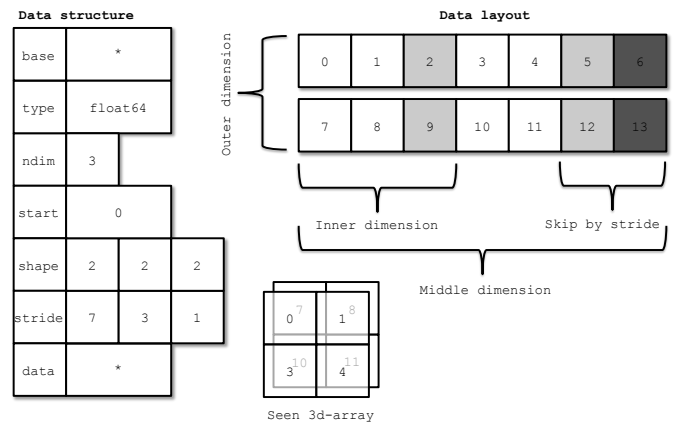 Data structure
base *
type float64
ndim 3
start 0
shape 2 2 2
stride 7 3 1
data *
Data layout
Outer dimension
0 1 2 3 4 5 6
7 8 9 10 11 12 13
Inner dimension
Skip by stride
Middle dimension
0 7 1 8
3 10 4 11
Seen 3d-array